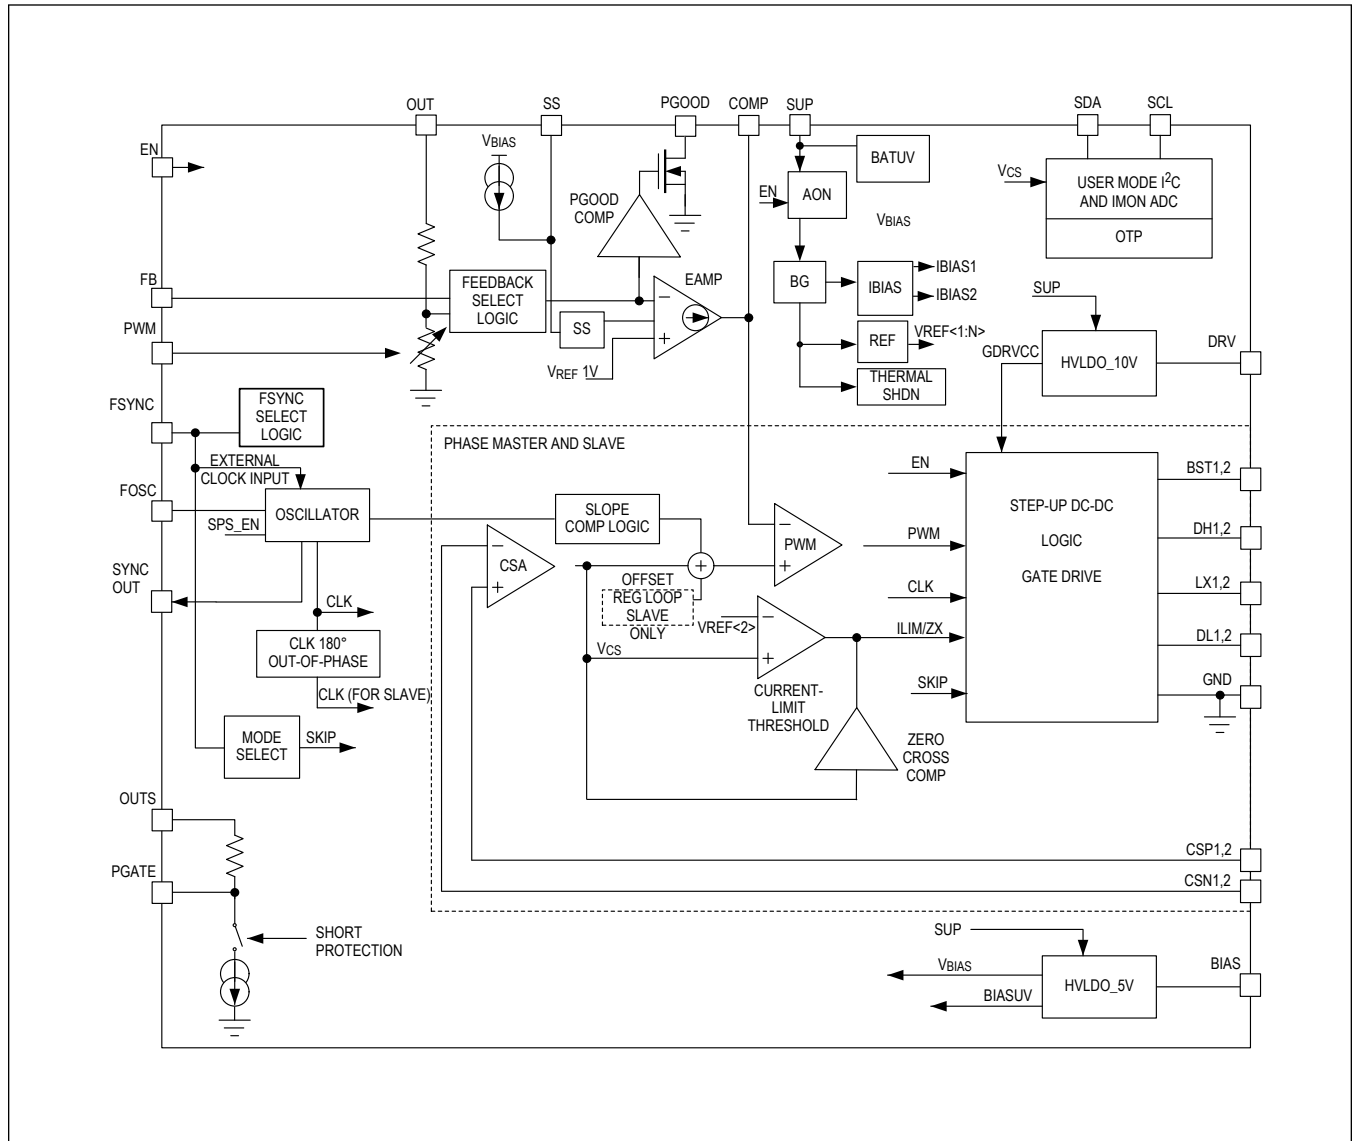 OUT
SS
PGOOD
COMP
SUP
SDA
SCL
EN
VBIAS
PGOOD
COMP
BATUV
EN
AON
VBIAS
VCS
USER MODE I²C
AND IMON ADC
OTP
FB
FEEDBACK
SELECT
LOGIC
EAMP
−
SS
+
VREF 1V
BG
IBIAS
IBIAS1
IBIAS2
REF
VREF<1:N>
THERMAL
SHDN
SUP
GDRVCC
HVLDO_10V
DRV
PWM
FSYNC
FSYNC
SELECT
LOGIC
EXTERNAL
CLOCK INPUT
FOSC
OSCILLATOR
SPS_EN
SYNC
OUT
CLK
CLK 180°
OUT-OF-PHASE
CLK (FOR SLAVE)
MODE
SELECT
SKIP
PHASE MASTER AND SLAVE
SLOPE
COMP LOGIC
−
CSA
+
+
−
PWM
+
OFFSET
REG LOOP
SLAVE
ONLY
VREF<2>
−
+
VCS
CURRENT-
LIMIT
THRESHOLD
ZERO
CROSS
COMP
EN
PWM
CLK
ILIM/ZX
SKIP
STEP-UP DC-DC
LOGIC
GATE DRIVE
BST1,2
DH1,2
LX1,2
DL1,2
GND
CSP1,2
CSN1,2
OUTS
PGATE
SHORT
PROTECTION
SUP
VBIAS
BIASUV
HVLDO_5V
BIAS